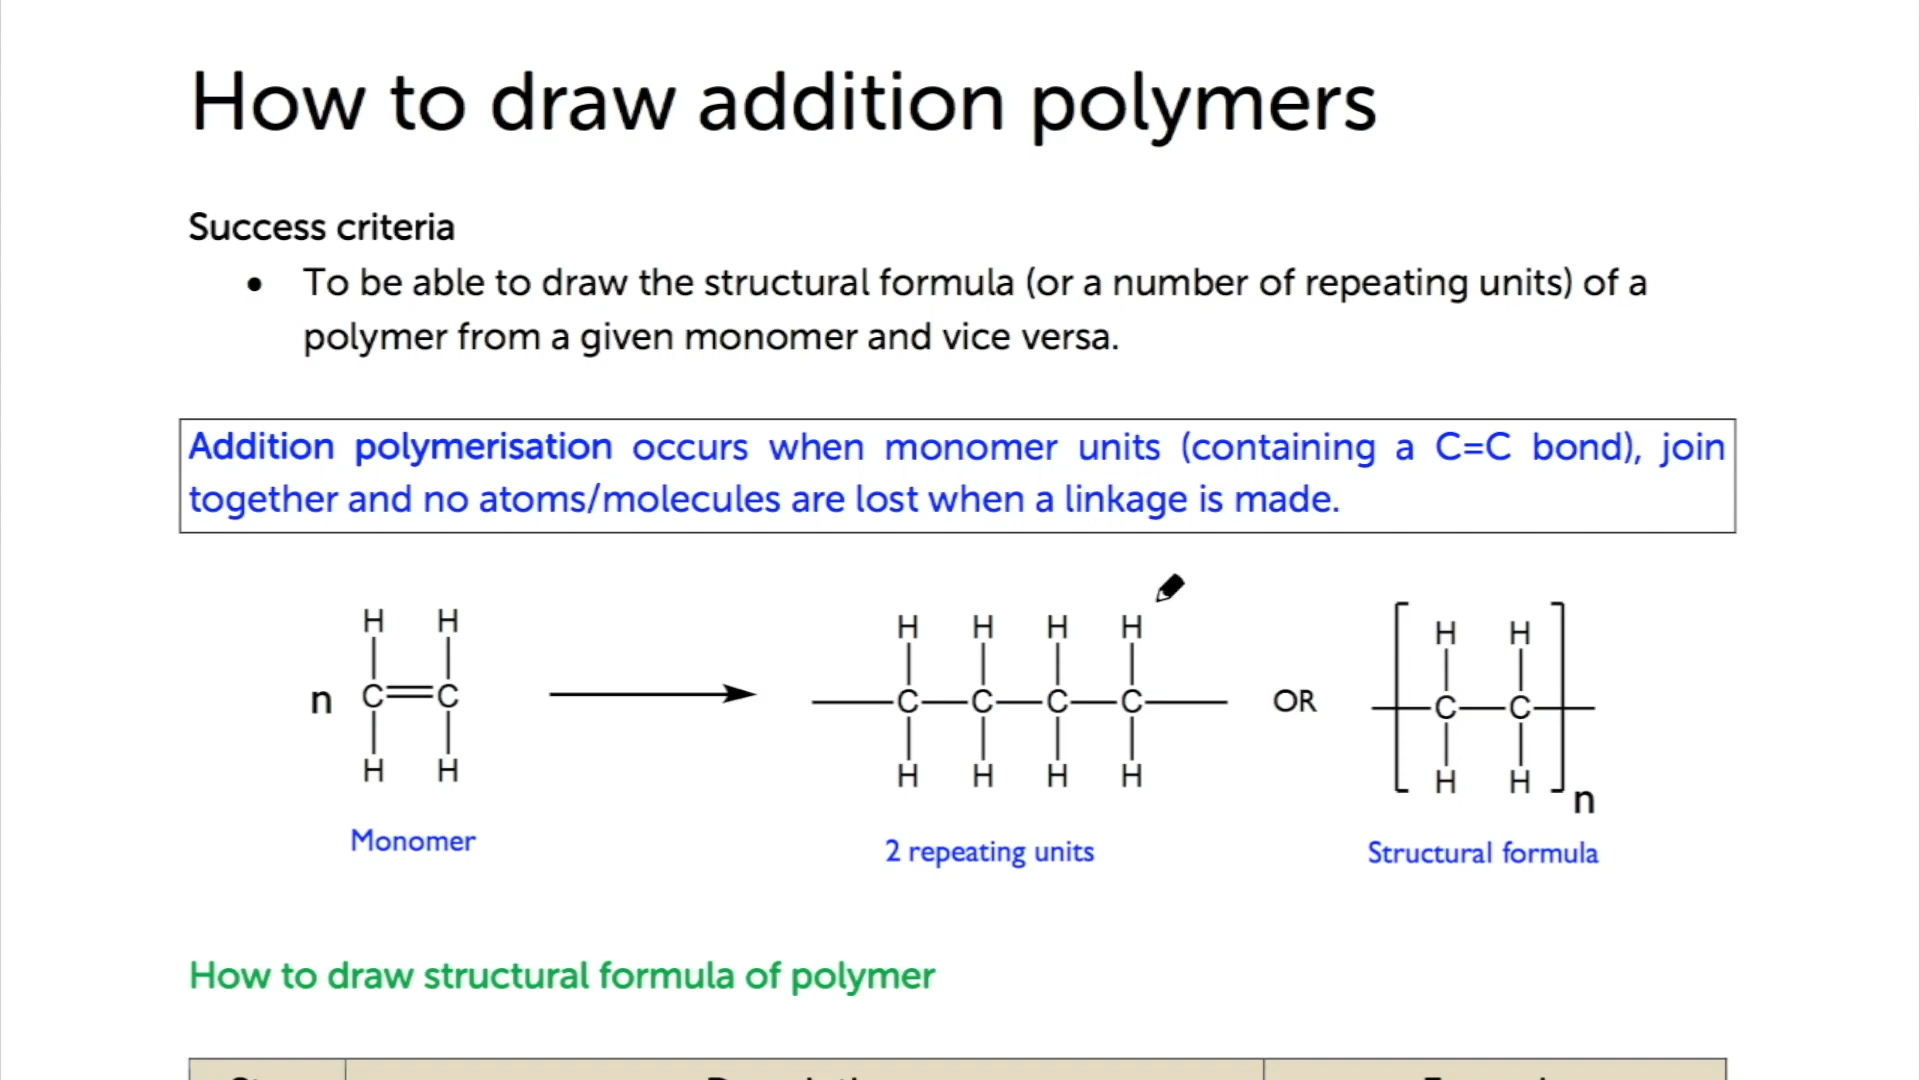 How to draw addition polymers
Success criteria
• To be able to draw the structural formula (or a number of repeating units) of a
polymer from a given monomer and vice versa.
Addition polymerisation occurs when monomer units (containing a C=C bond), join
together and no atoms/molecules are lost when a linkage is made.
H H
n C=C
H H
Monomer
H H H H
C C C C
H H H H
2 repeating units
OR
H H
C C
H H n
Structural formula
How to draw structural formula of polymer